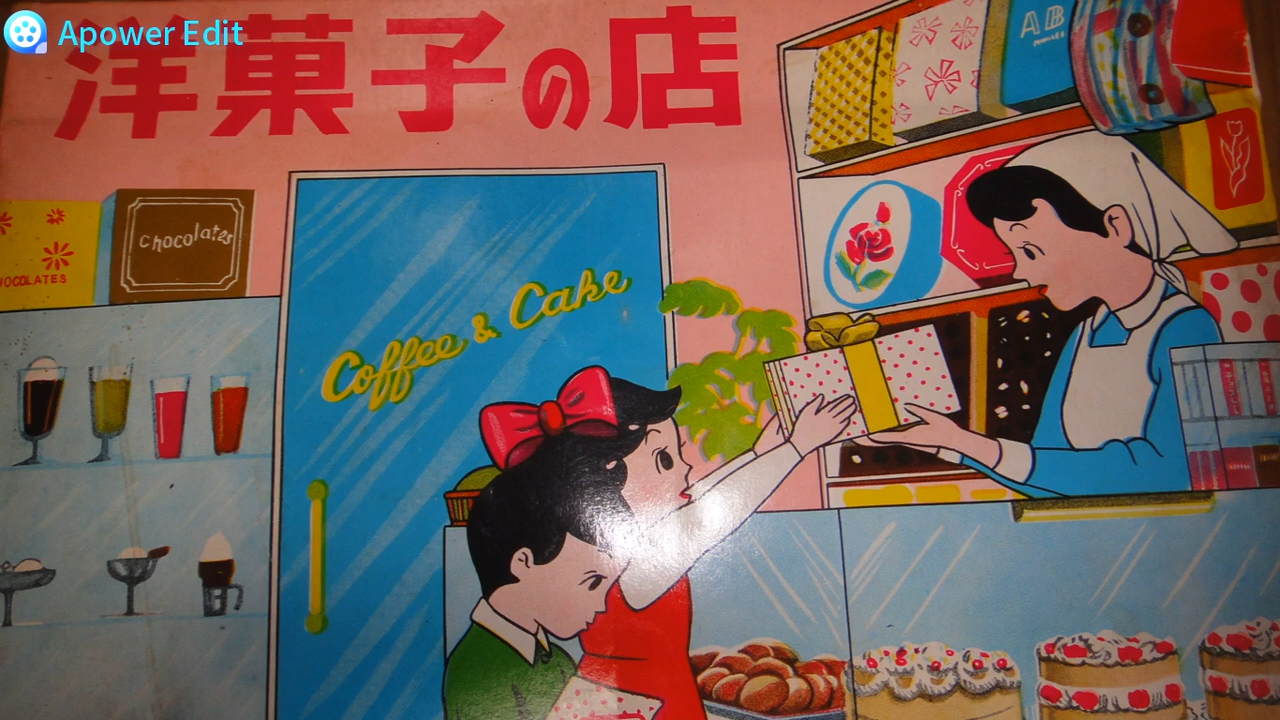 Apower Edit
洋菓子の店
AB
chocolates
CHOCOLATES
Coffee & Cake